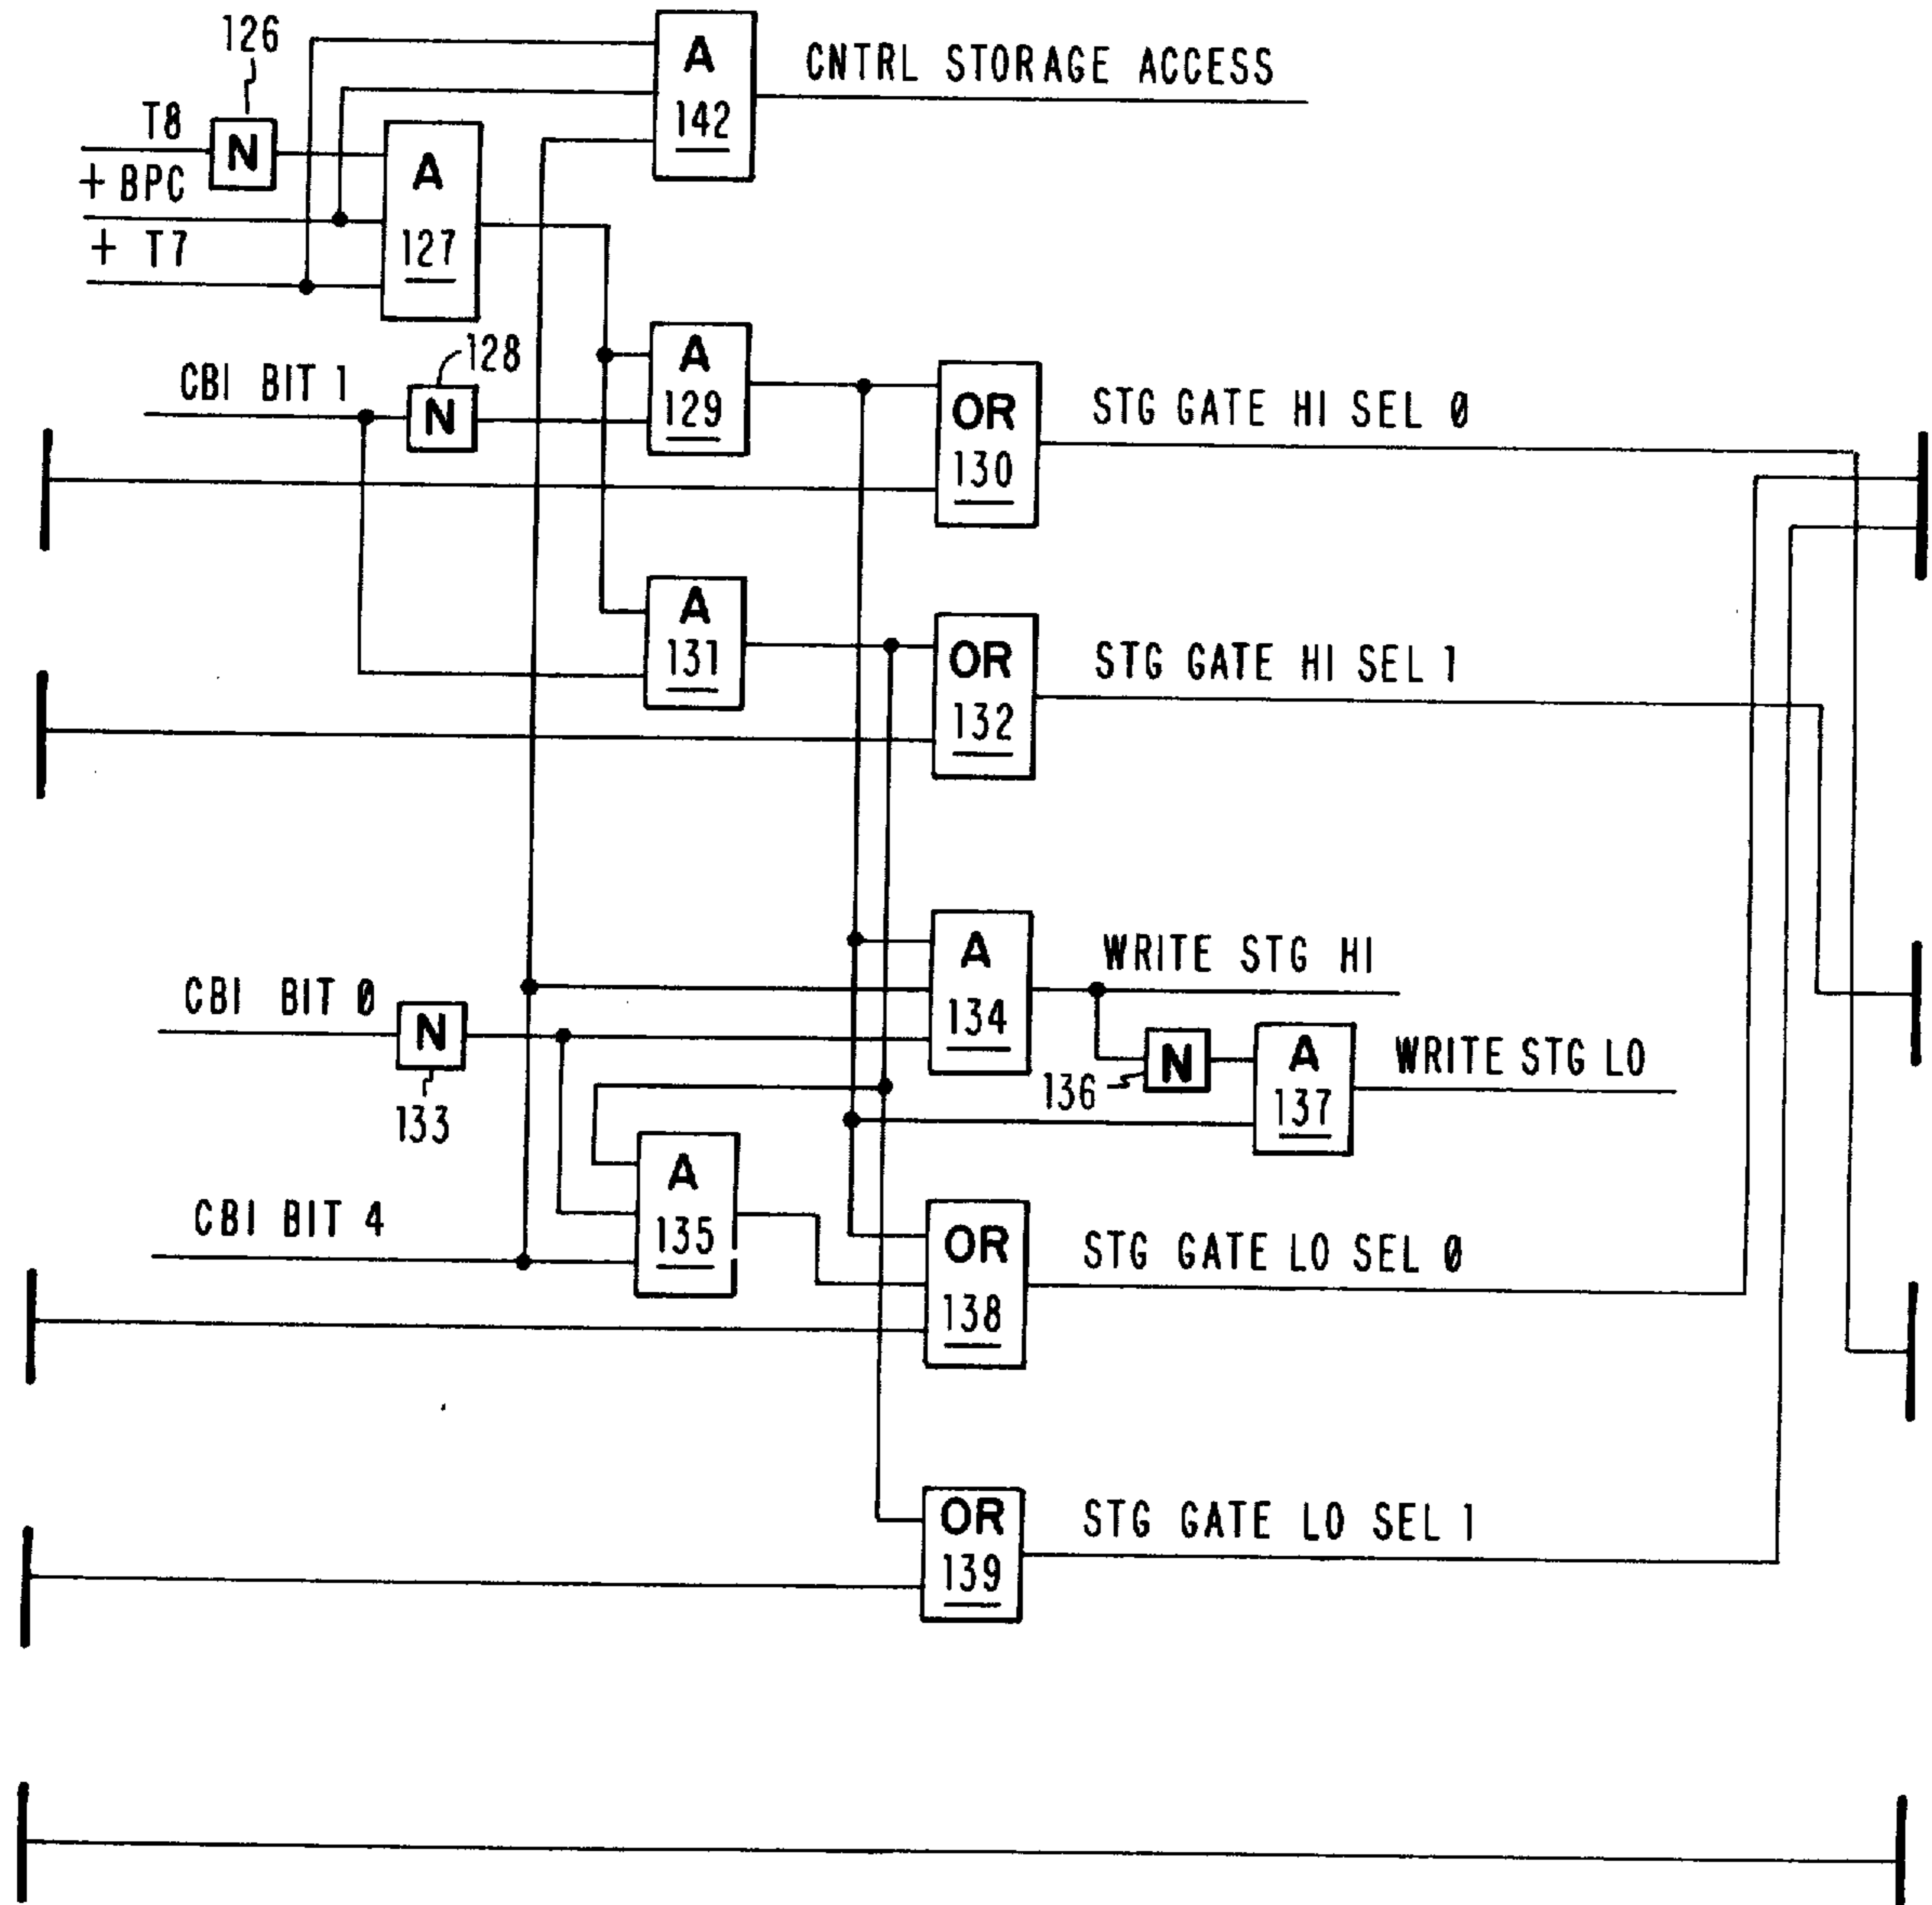 126
A
142
CNTRL STORAGE ACCESS
T8
N
+ BPC
A
127
+ T7
CBI BIT 1
128
N
A
129
OR
130
STG GATE HI SEL 0
A
131
OR
132
STG GATE HI SEL 1
CBI BIT 0
N
133
A
134
WRITE STG HI
N
136
A
137
WRITE STG LO
A
135
CBI BIT 4
OR
138
STG GATE LO SEL 0
OR
139
STG GATE LO SEL 1